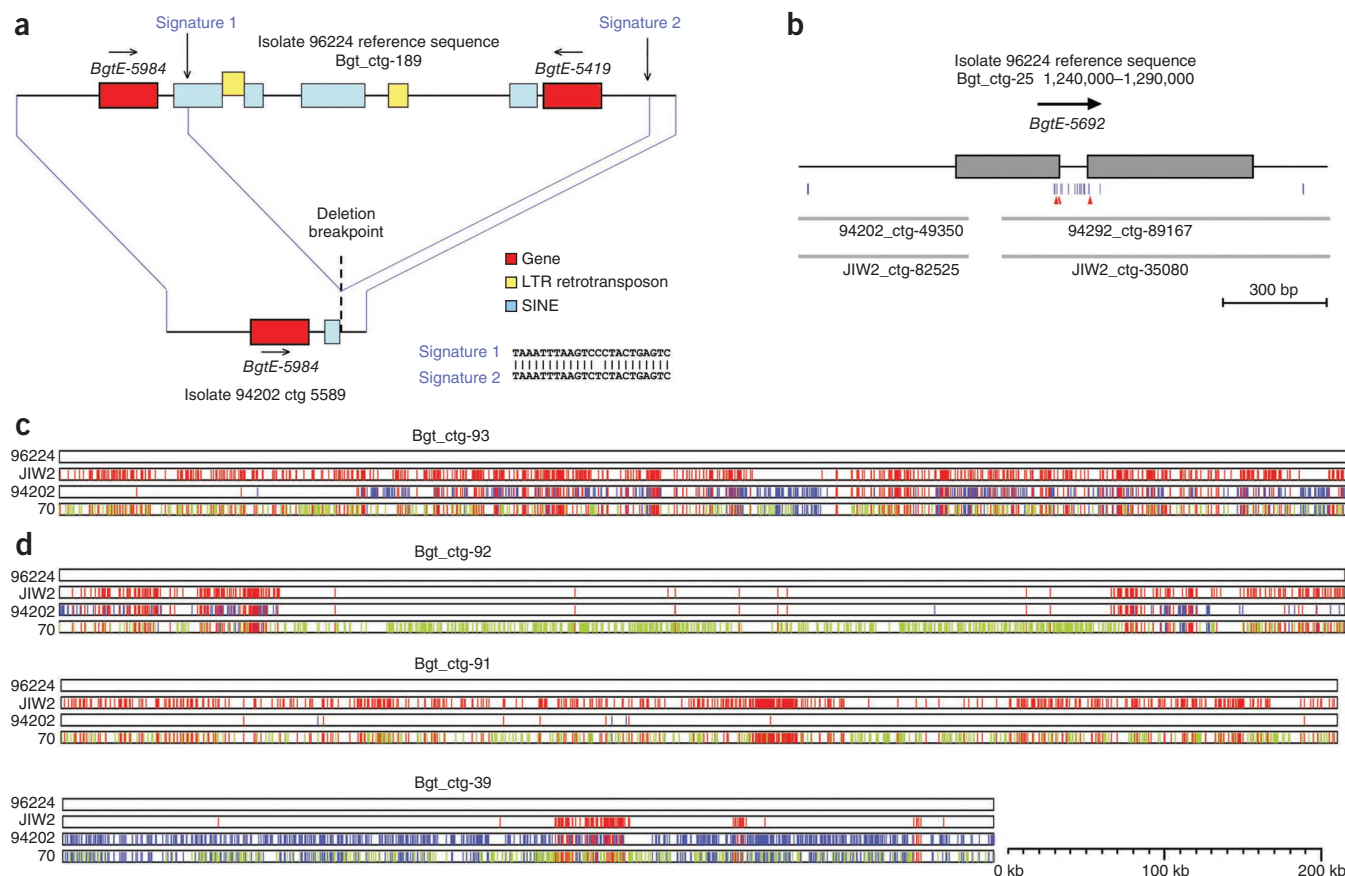 a
Signature 1
Signature 2
Isolate 96224 reference sequence
Bgt_ctg-189
BgtE-5984
BgtE-5419
Deletion
breakpoint
Gene
LTR retrotransposon
SINE
BgtE-5984
Isolate 94202 ctg 5589
Signature 1 TAAATTTAAGTCCCTACTGAGTC
Signature 2 TAAATTTAAGTCTCTACTGAGTC
b
Isolate 96224 reference sequence
Bgt_ctg-25 1,240,000–1,290,000
BgtE-5692
94202_ctg-49350
94292_ctg-89167
JIW2_ctg-82525
JIW2_ctg-35080
300 bp
c
Bgt_ctg-93
96224
JIW2
94202
70
d
Bgt_ctg-92
96224
JIW2
94202
70
Bgt_ctg-91
96224
JIW2
94202
70
Bgt_ctg-39
96224
JIW2
94202
70
0 kb 100 kb 200 kb